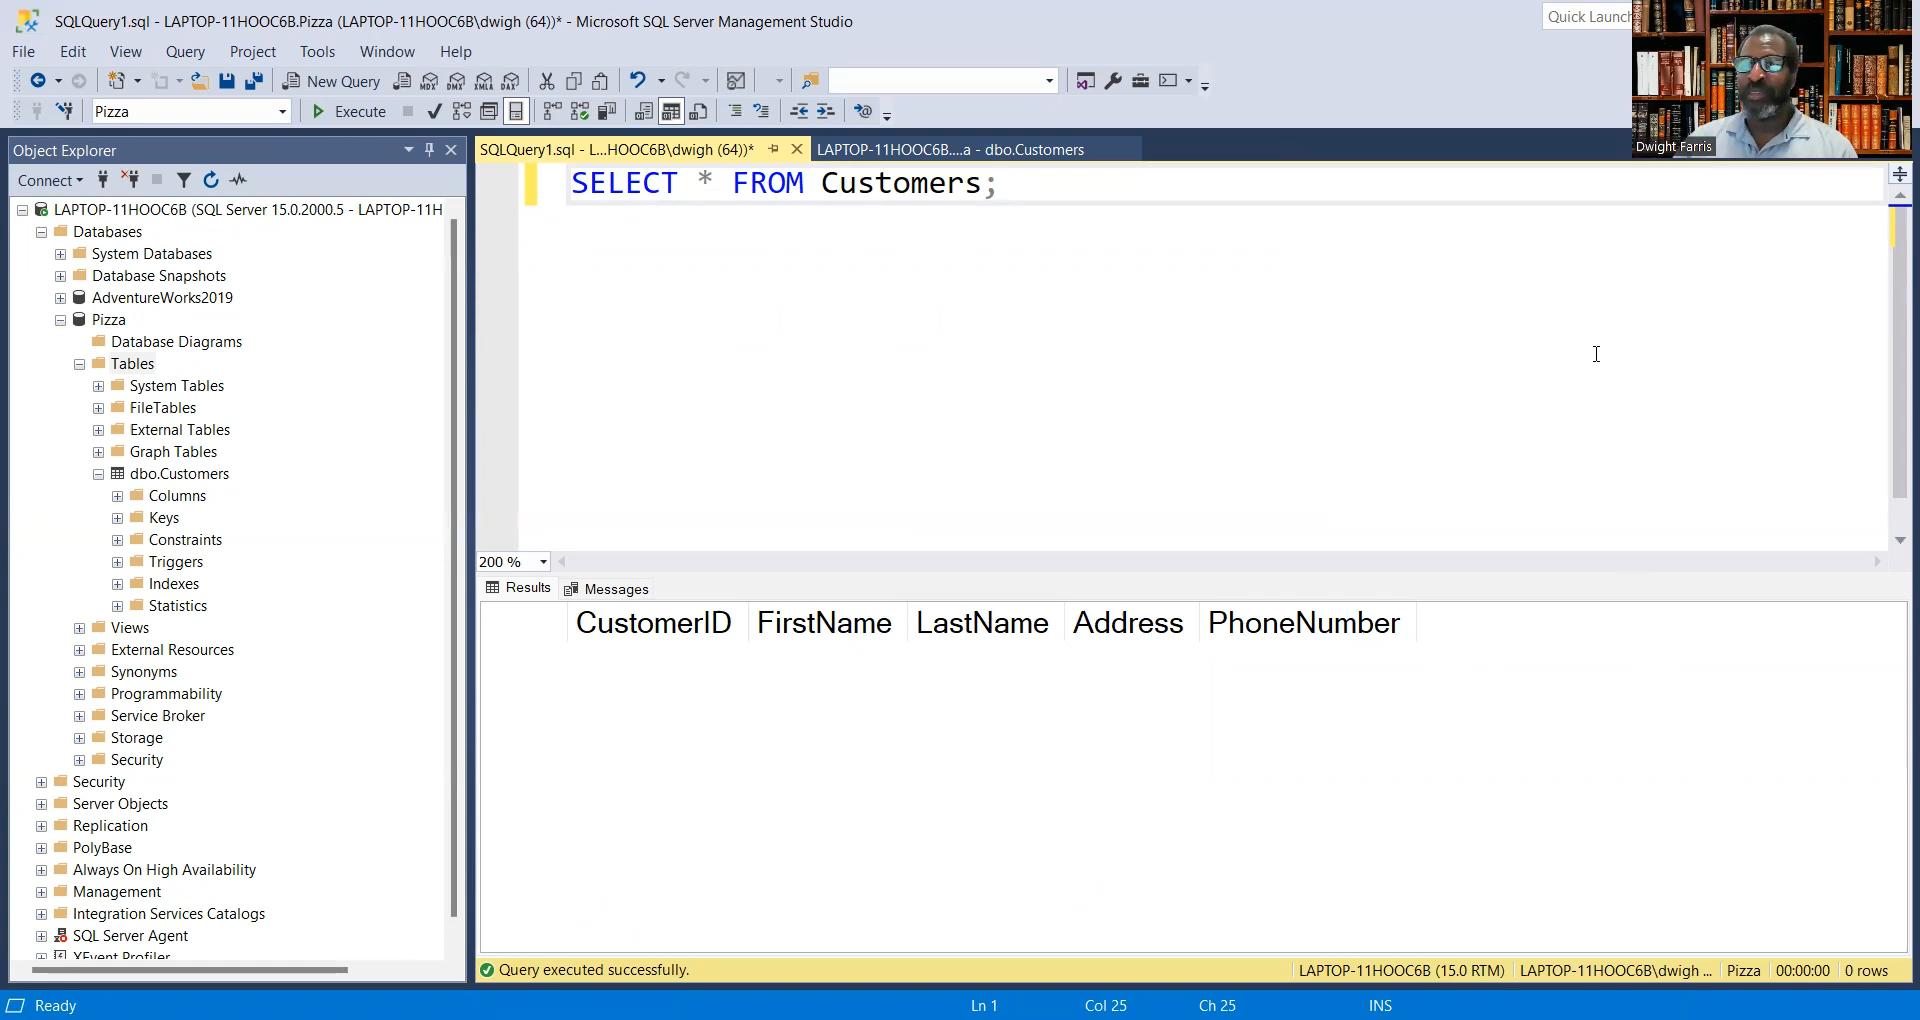 SQLQuery1.sql - LAPTOP-11HOOC6B.Pizza (LAPTOP-11HOOC6B\dwigh (64))* - Microsoft SQL Server Management Studio
Quick Launch
File Edit View Query Project Tools Window Help
New Query
MDX DMX XMLA DAX
Pizza
Execute
Dwight Farris
Object Explorer
Connect
LAPTOP-11HOOC6B (SQL Server 15.0.2000.5 - LAPTOP-11H
Databases
System Databases
Database Snapshots
AdventureWorks2019
Pizza
Database Diagrams
Tables
System Tables
FileTables
External Tables
Graph Tables
dbo.Customers
Columns
Keys
Constraints
Triggers
Indexes
Statistics
Views
External Resources
Synonyms
Programmability
Service Broker
Storage
Security
Security
Server Objects
Replication
PolyBase
Always On High Availability
Management
Integration Services Catalogs
SQL Server Agent
XEvent Profiler
SQLQuery1.sql - L...HOOC6B\dwigh (64))*
LAPTOP-11HOOC6B....a - dbo.Customers
SELECT * FROM Customers;
200 %
Results Messages
CustomerID FirstName LastName Address PhoneNumber
Query executed successfully.
LAPTOP-11HOOC6B (15.0 RTM) LAPTOP-11HOOC6B\dwigh ... Pizza 00:00:00 0 rows
Ready
Ln 1 Col 25 Ch 25 INS